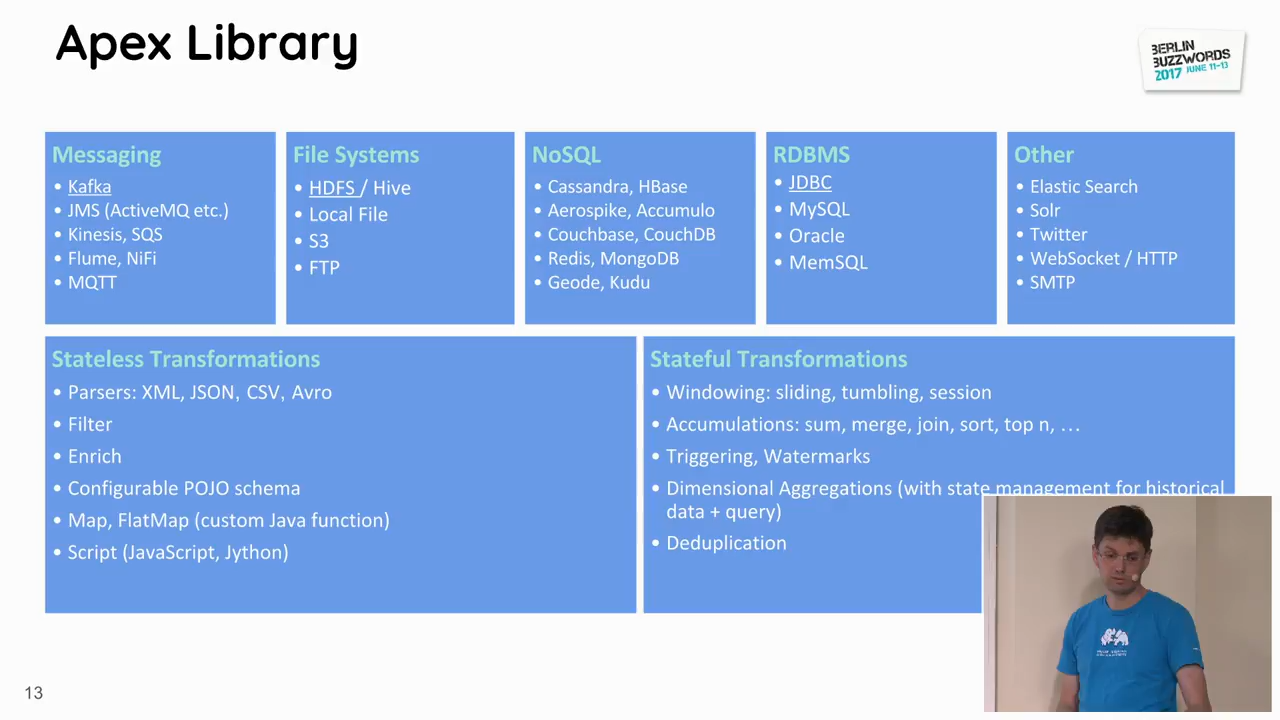 Apex Library
BERLIN
BUZZWORDS
2017 JUNE 11-13
Messaging
• Kafka
• JMS (ActiveMQ etc.)
• Kinesis, SQS
• Flume, NiFi
• MQTT
File Systems
• HDFS / Hive
• Local File
• S3
• FTP
NoSQL
• Cassandra, HBase
• Aerospike, Accumulo
• Couchbase, CouchDB
• Redis, MongoDB
• Geode, Kudu
RDBMS
• JDBC
• MySQL
• Oracle
• MemSQL
Other
• Elastic Search
• Solr
• Twitter
• WebSocket / HTTP
• SMTP
Stateless Transformations
• Parsers: XML, JSON, CSV, Avro
• Filter
• Enrich
• Configurable POJO schema
• Map, FlatMap (custom Java function)
• Script (JavaScript, Jython)
Stateful Transformations
• Windowing: sliding, tumbling, session
• Accumulations: sum, merge, join, sort, top n, …
• Triggering, Watermarks
• Dimensional Aggregations (with state management for historical
data + query)
• Deduplication
13